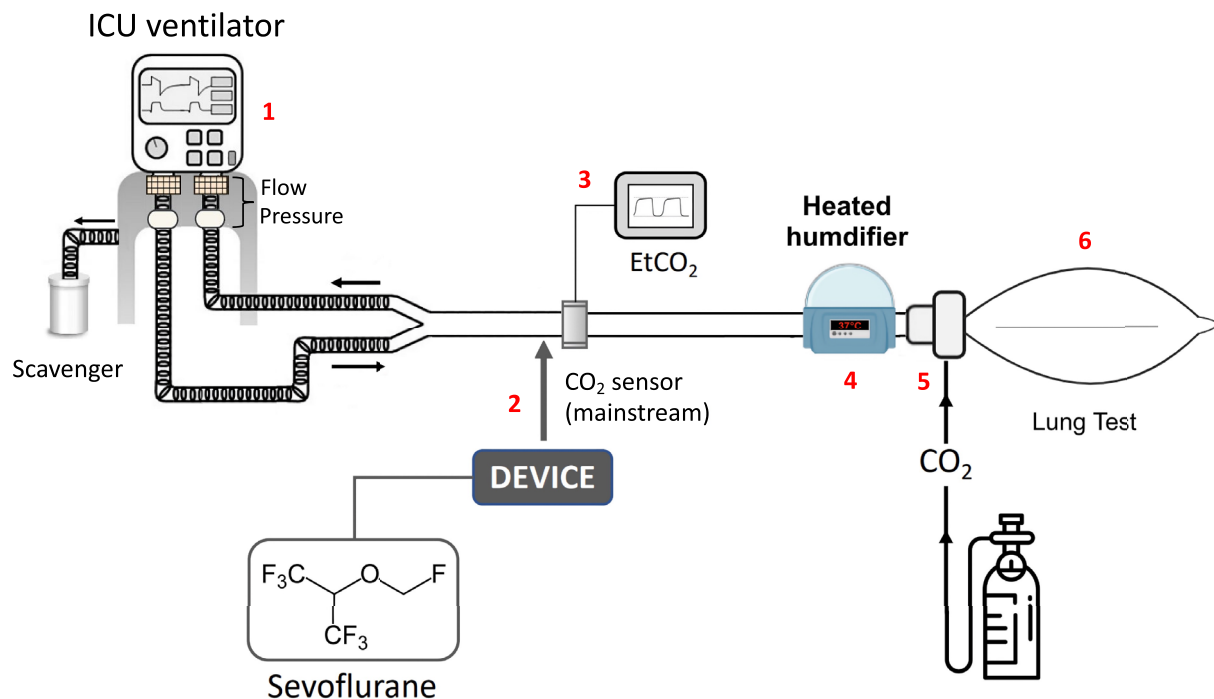 ICU ventilator
1
Flow
Pressure
3
EtCO₂
Heated
humdifier
37°C
6
Scavenger
2
CO₂ sensor
(mainstream)
4
5
Lung Test
DEVICE
CO₂
F₃C
O
F
CF₃
Sevoflurane